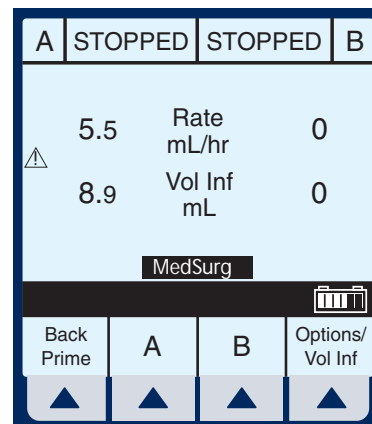 A STOPPED STOPPED B
5.5 Rate 0
mL/hr
8.9 Vol Inf 0
mL
MedSurg
Back A B Options/
Prime Vol Inf